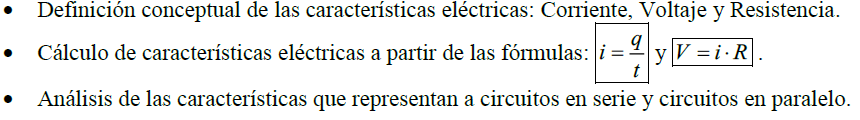 • Definición conceptual de las características eléctricas: Corriente, Voltaje y Resistencia.
• Cálculo de características eléctricas a partir de las fórmulas: i = q/t y V = i · R .
• Análisis de las características que representan a circuitos en serie y circuitos en paralelo.